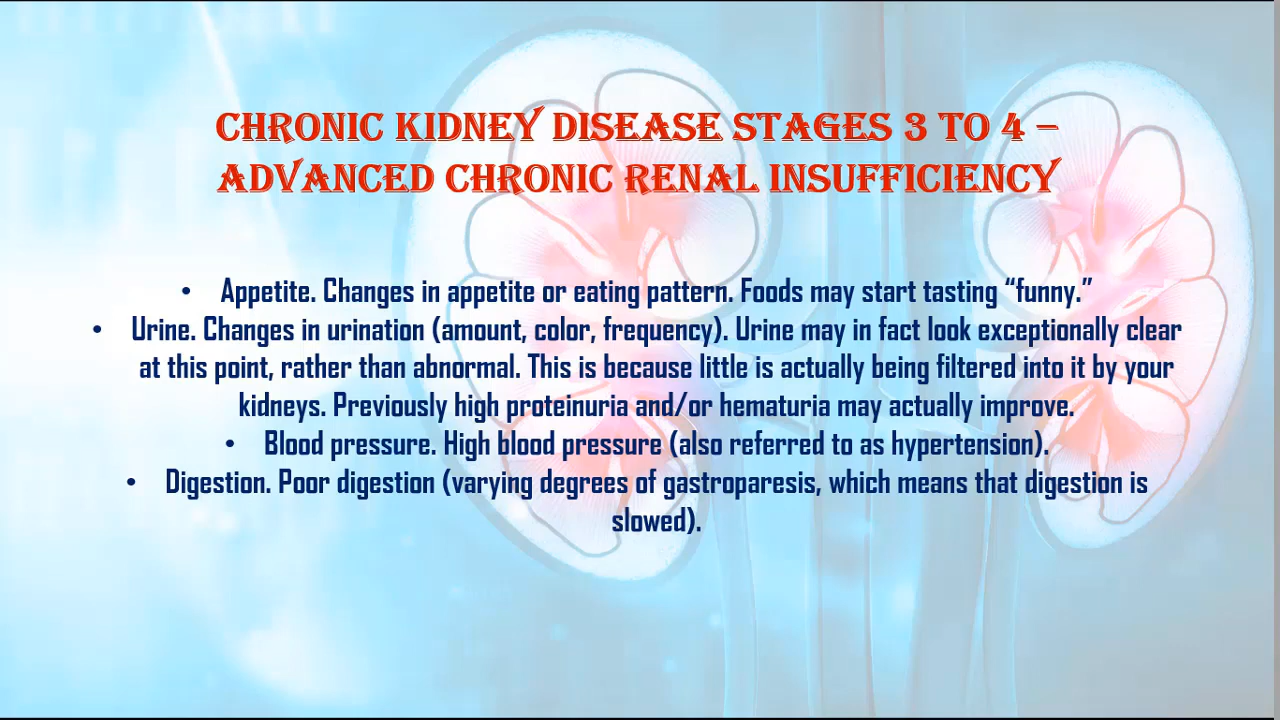 CHRONIC KIDNEY DISEASE STAGES 3 TO 4 –
ADVANCED CHRONIC RENAL INSUFFICIENCY
• Appetite. Changes in appetite or eating pattern. Foods may start tasting “funny.”
• Urine. Changes in urination (amount, color, frequency). Urine may in fact look exceptionally clear
at this point, rather than abnormal. This is because little is actually being filtered into it by your
kidneys. Previously high proteinuria and/or hematuria may actually improve.
• Blood pressure. High blood pressure (also referred to as hypertension).
• Digestion. Poor digestion (varying degrees of gastroparesis, which means that digestion is
slowed).